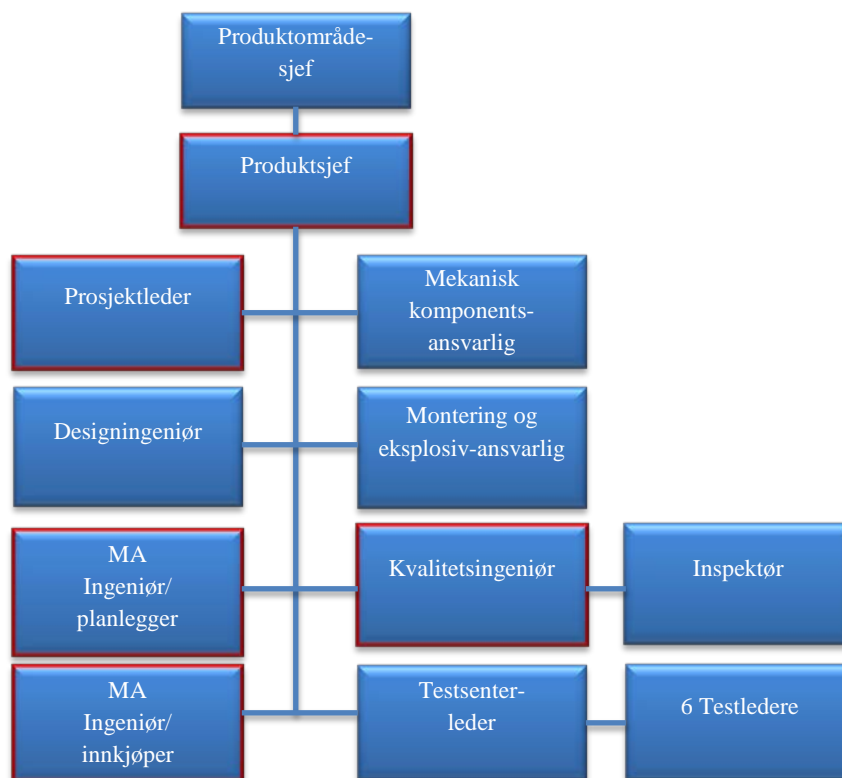 Produktområde-
sjef
Produktsjef
Prosjektleder
Mekanisk
komponents-
ansvarlig
Designingeniør
Montering og
eksplosiv-ansvarlig
MA
Ingeniør/
planlegger
Kvalitetsingeniør
Inspektør
MA
Ingeniør/
innkjøper
Testsenter-
leder
6 Testledere